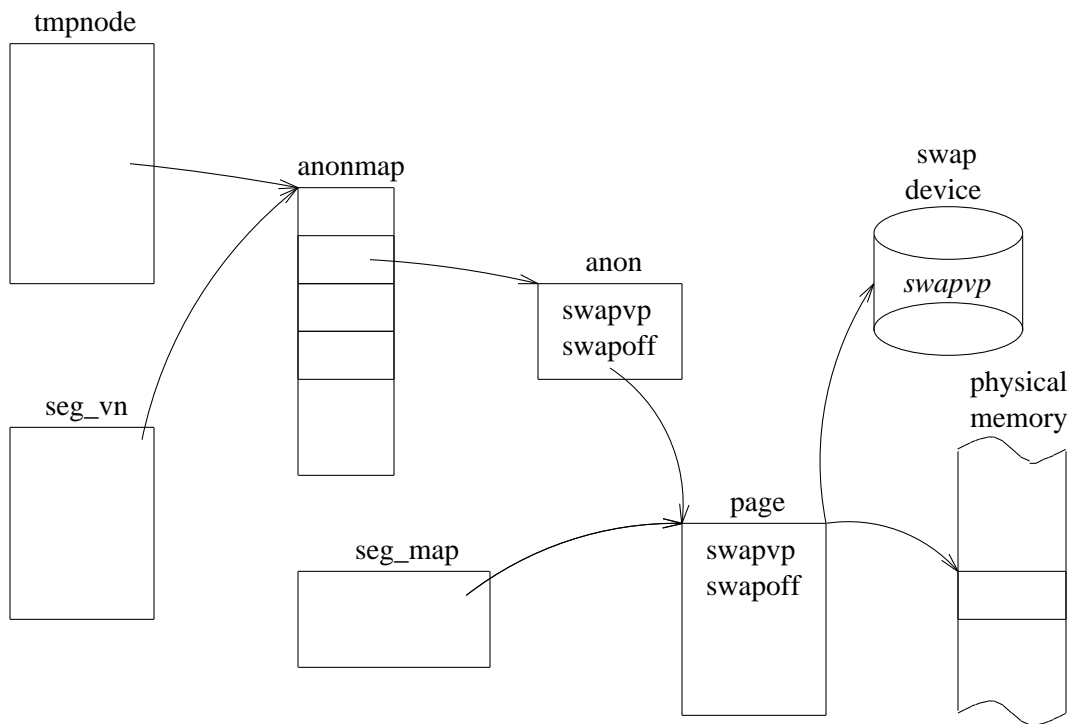 tmpnode
anonmap
swap
device
anon
swapvp
swapvp
swapoff
seg_vn
physical
memory
page
seg_map
swapvp
swapoff